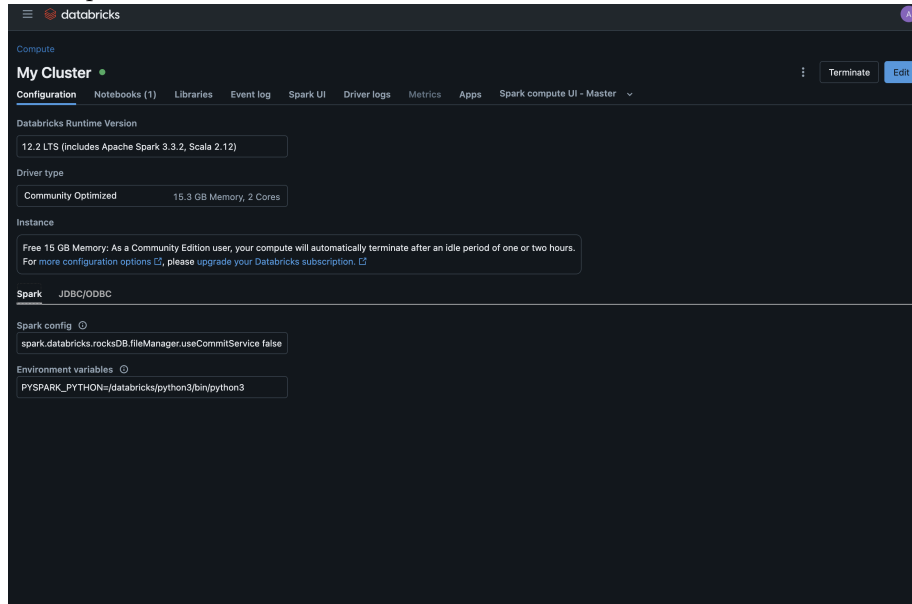 databricks
A
Compute
My Cluster
Terminate
Edit
Configuration Notebooks (1) Libraries Event log Spark UI Driver logs Metrics Apps Spark compute UI - Master
Databricks Runtime Version
12.2 LTS (includes Apache Spark 3.3.2, Scala 2.12)
Driver type
Community Optimized 15.3 GB Memory, 2 Cores
Instance
Free 15 GB Memory: As a Community Edition user, your compute will automatically terminate after an idle period of one or two hours.
For more configuration options, please upgrade your Databricks subscription.
Spark JDBC/ODBC
Spark config
spark.databricks.rocksDB.fileManager.useCommitService false
Environment variables
PYSPARK_PYTHON=/databricks/python3/bin/python3